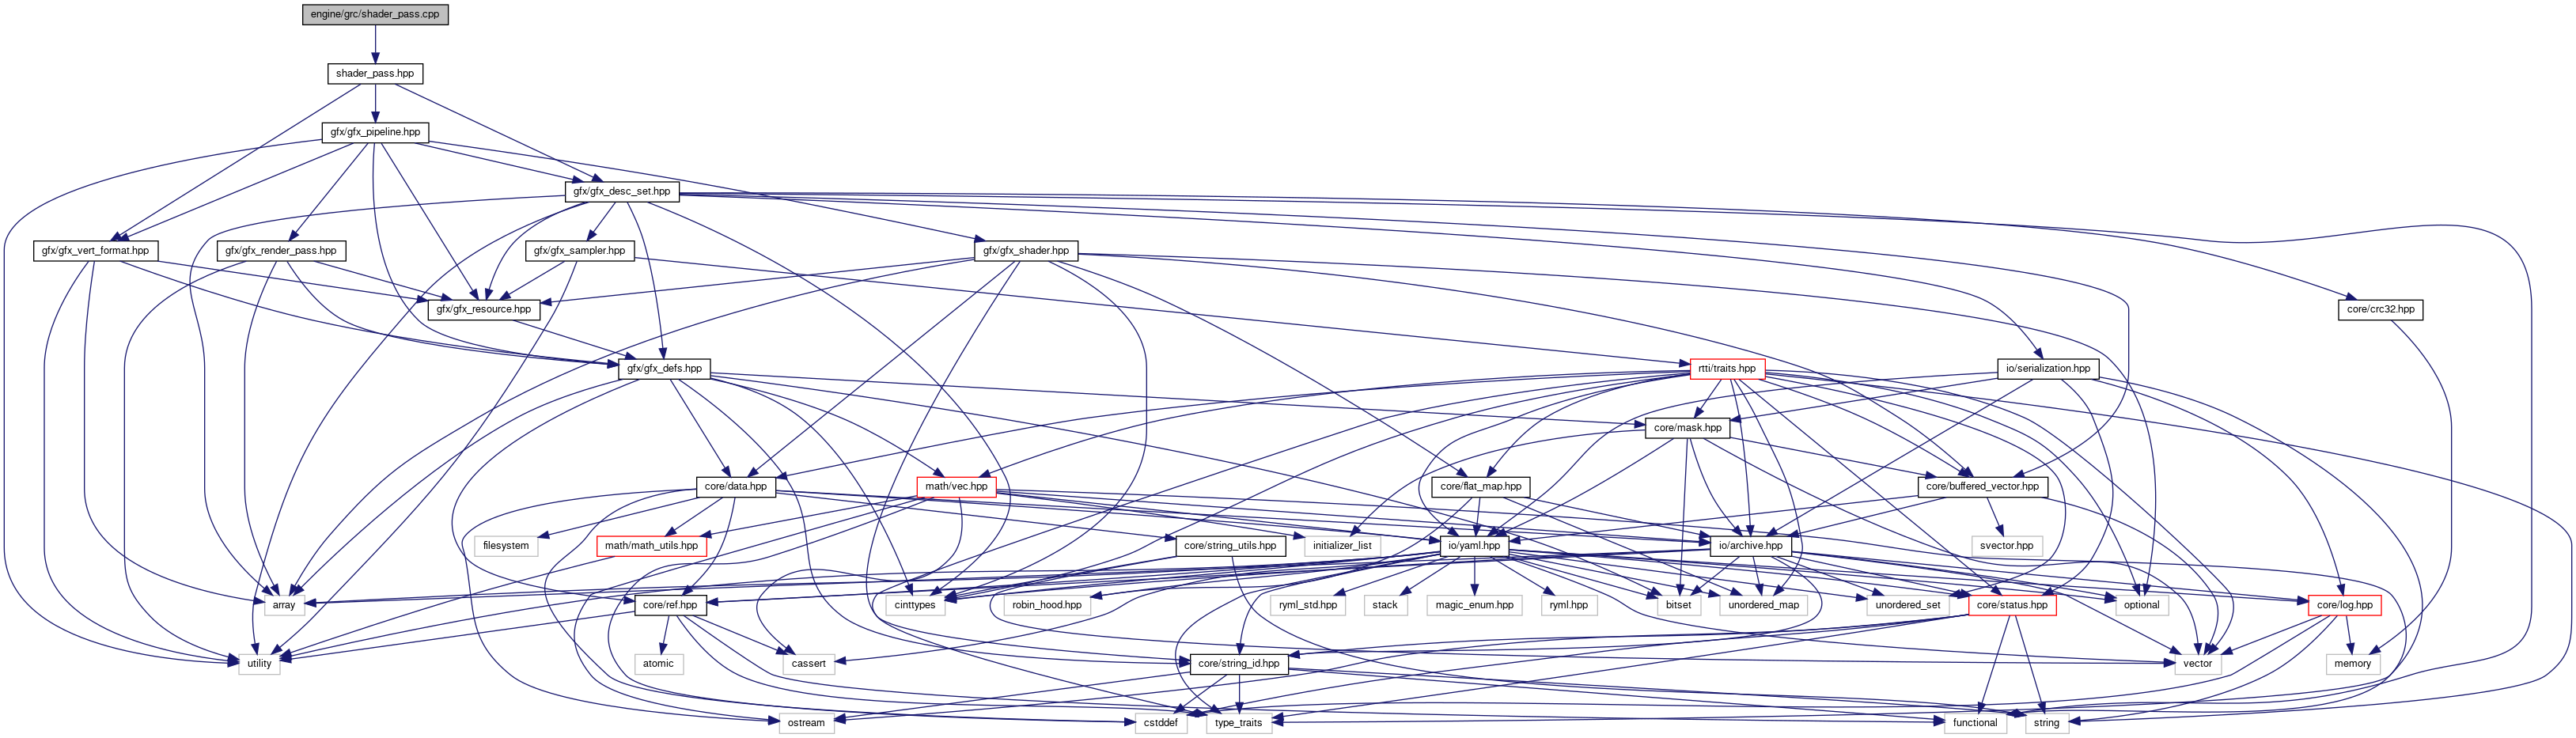 engine/grc/shader_pass.cpp
shader_pass.hpp
gfx/gfx_pipeline.hpp
gfx/gfx_desc_set.hpp
gfx/gfx_vert_format.hpp
gfx/gfx_render_pass.hpp
gfx/gfx_sampler.hpp
gfx/gfx_shader.hpp
gfx/gfx_resource.hpp
core/crc32.hpp
gfx/gfx_defs.hpp
rtti/traits.hpp
io/serialization.hpp
core/mask.hpp
core/data.hpp
math/vec.hpp
core/flat_map.hpp
core/buffered_vector.hpp
filesystem
math/math_utils.hpp
core/string_utils.hpp
initializer_list
io/yaml.hpp
io/archive.hpp
svector.hpp
array
core/ref.hpp
cinttypes
robin_hood.hpp
ryml_std.hpp
stack
magic_enum.hpp
ryml.hpp
bitset
unordered_map
unordered_set
core/status.hpp
optional
core/log.hpp
utility
atomic
cassert
core/string_id.hpp
vector
memory
ostream
cstddef
type_traits
functional
string